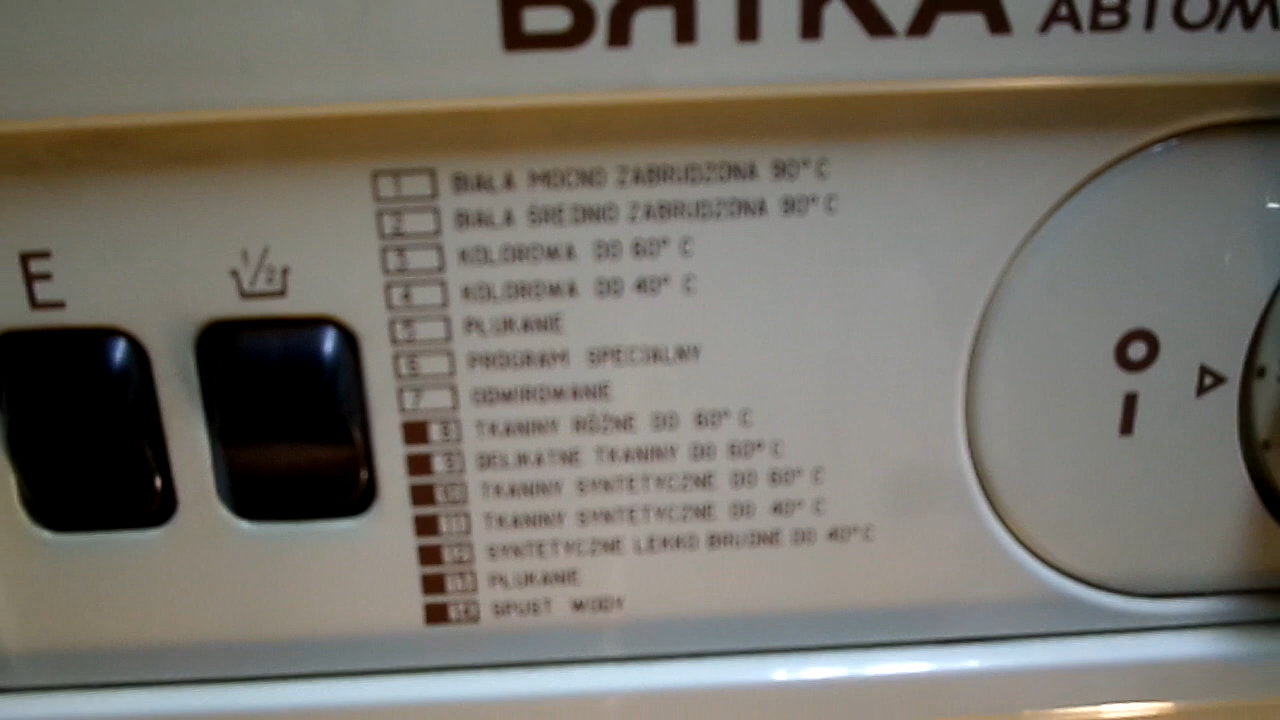 ВЯТКА АВТОМ
E
1/2
1 BIAŁA MOCNO ZABRUDZONA 90° C
2 BIAŁA ŚREDNIO ZABRUDZONA 90° C
3 KOLOROWA DO 60° C
4 KOLOROWA DO 40° C
5 PŁUKANIE
6 PROGRAM SPECJALNY
7 ODWIROWANIE
8 TKANINY RÓŻNE DO 60° C
9 DELIKATNE TKANINY DO 60° C
10 TKANINY SYNTETYCZNE DO 60° C
11 TKANINY SYNTETYCZNE DO 40° C
12 SYNTETYCZNE LEKKO BRUDNE DO 40° C
13 PŁUKANIE
14 SPUST WODY
O
I